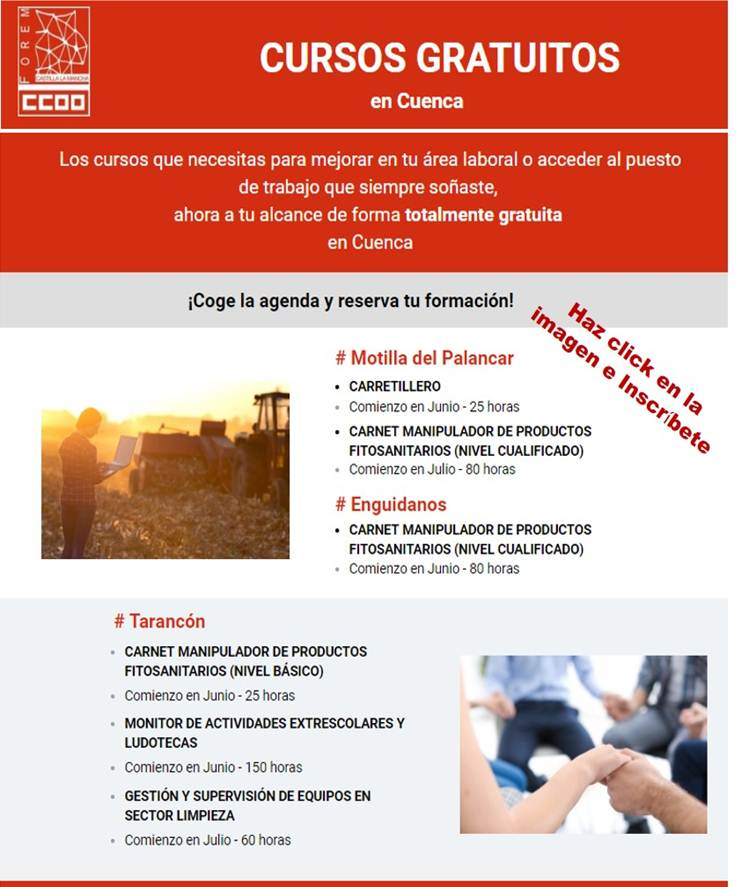 FOREM
CASTILLA LA MANCHA
CCOO
CURSOS GRATUITOS
en Cuenca
Los cursos que necesitas para mejorar en tu área laboral o acceder al puesto
de trabajo que siempre soñaste,
ahora a tu alcance de forma totalmente gratuita
en Cuenca
¡Coge la agenda y reserva tu formación!
Haz click en la
imagen e Inscríbete
# Motilla del Palancar
• CARRETILLERO
• Comienzo en Junio - 25 horas
• CARNET MANIPULADOR DE PRODUCTOS
FITOSANITARIOS (NIVEL CUALIFICADO)
• Comienzo en Julio - 80 horas
# Enguidanos
• CARNET MANIPULADOR DE PRODUCTOS
FITOSANITARIOS (NIVEL CUALIFICADO)
• Comienzo en Junio - 80 horas
# Tarancón
• CARNET MANIPULADOR DE PRODUCTOS
FITOSANITARIOS (NIVEL BÁSICO)
• Comienzo en Junio - 25 horas
• MONITOR DE ACTIVIDADES EXTRESCOLARES Y
LUDOTECAS
• Comienzo en Junio - 150 horas
• GESTIÓN Y SUPERVISIÓN DE EQUIPOS EN
SECTOR LIMPIEZA
• Comienzo en Julio - 60 horas